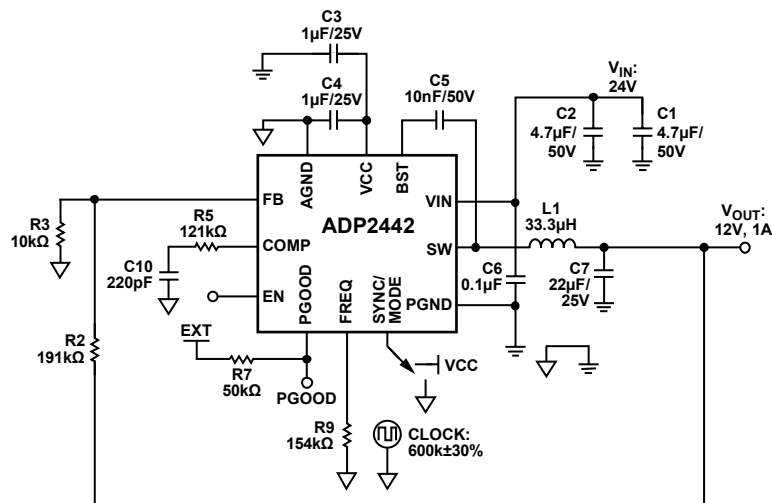 C3
1µF/25V
C4
1µF/25V
C5
10nF/50V
VIN:
24V
C2
4.7µF/
50V
C1
4.7µF/
50V
AGND
VCC
BST
FB
VIN
ADP2442
R3
10kΩ
R5
121kΩ
COMP
SW
L1
33.3µH
VOUT:
12V, 1A
C10
220pF
C6
0.1µF
C7
22µF/
25V
EN
PGOOD
FREQ
SYNC/
MODE
PGND
EXT
R2
191kΩ
R7
50kΩ
VCC
PGOOD
R9
154kΩ
CLOCK:
600k±30%